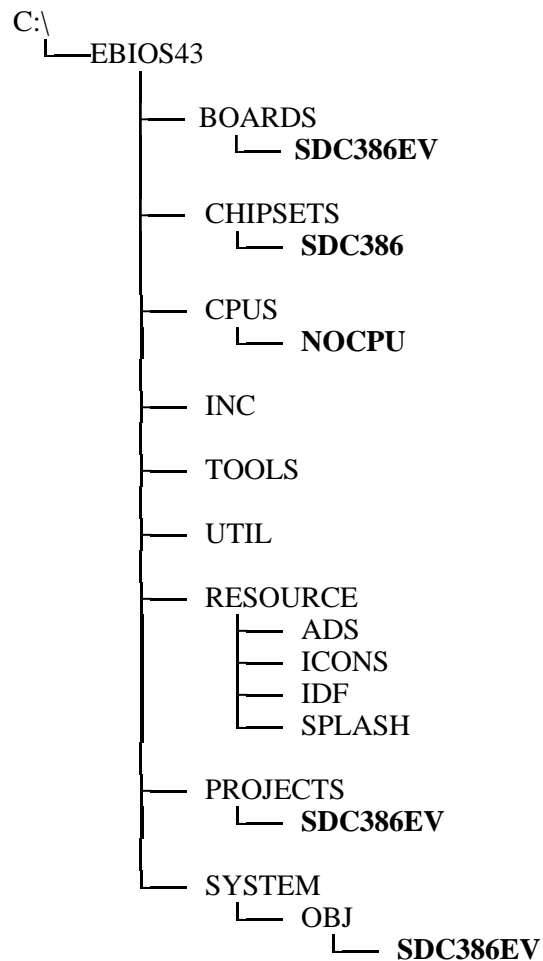 C:\
EBIOS43
BOARDS
SDC386EV
CHIPSETS
SDC386
CPUS
NOCPU
INC
TOOLS
UTIL
RESOURCE
ADS
ICONS
IDF
SPLASH
PROJECTS
SDC386EV
SYSTEM
OBJ
SDC386EV